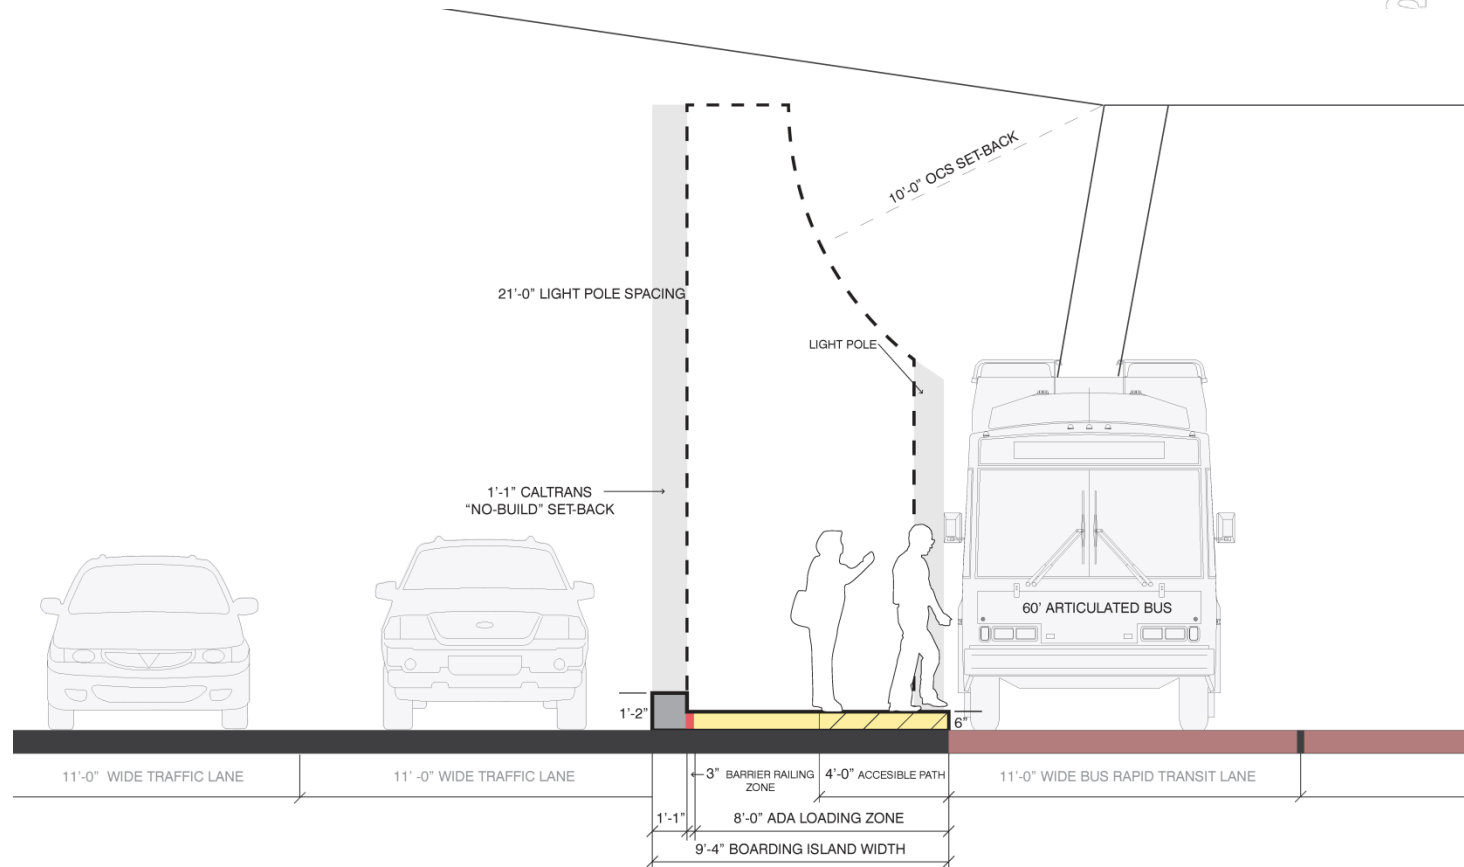 10’-0” OCS SET-BACK
21’-0” LIGHT POLE SPACING
LIGHT POLE
1’-1” CALTRANS
“NO-BUILD” SET-BACK
60’ ARTICULATED BUS
1’-2”
6”
11’-0” WIDE TRAFFIC LANE
11’ -0” WIDE TRAFFIC LANE
3” BARRIER RAILING
ZONE
4’-0” ACCESIBLE PATH
11’-0” WIDE BUS RAPID TRANSIT LANE
1’-1”
8’-0” ADA LOADING ZONE
9’-4” BOARDING ISLAND WIDTH